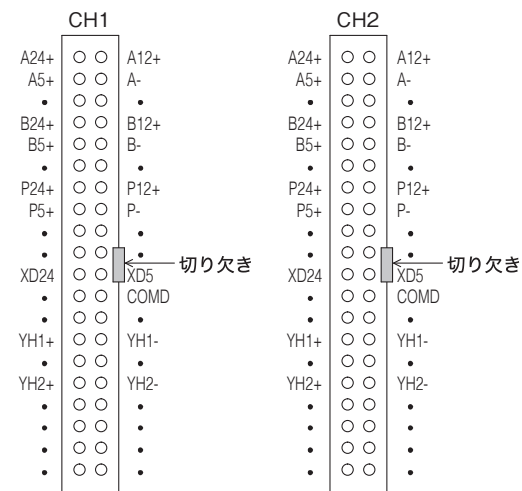 CH1 CH2
A24+ A12+ A24+ A12+
A5+ A- A5+ A-
• • • •
B24+ B12+ B24+ B12+
B5+ B- B5+ B-
• • • •
P24+ P12+ P24+ P12+
P5+ P- P5+ P-
• • • •
• • • •
切り欠き 切り欠き
XD24 XD5 XD24 XD5
• COMD • COMD
• • • •
YH1+ YH1- YH1+ YH1-
• • • •
YH2+ YH2- YH2+ YH2-
• • • •
• • • •
• • • •
• • • •